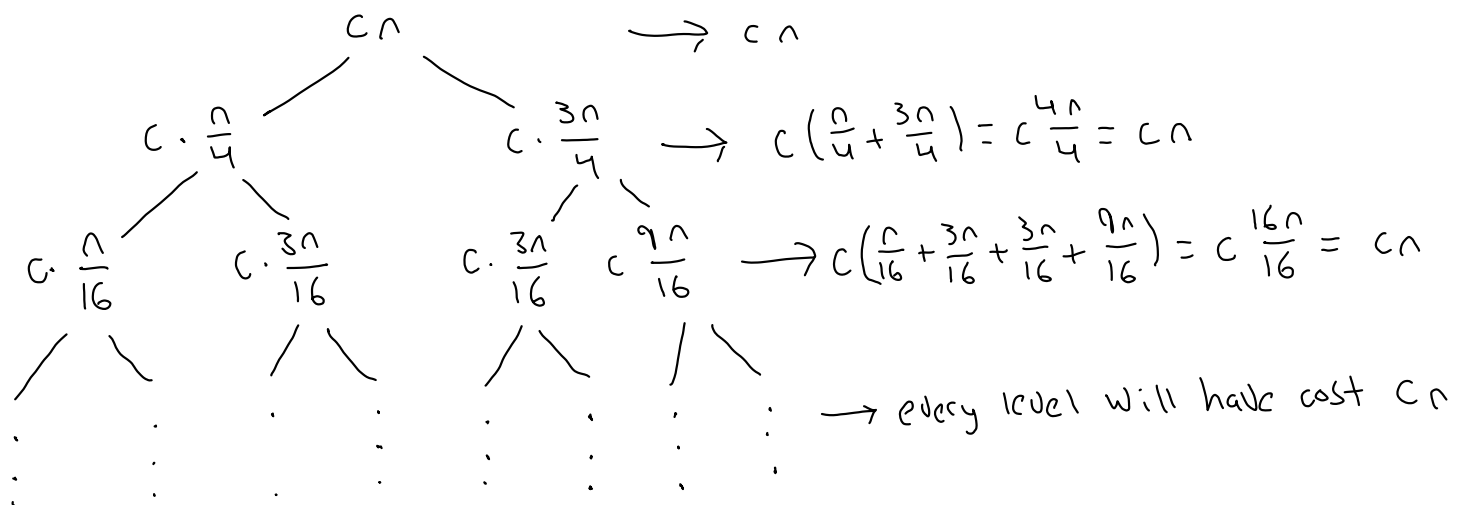 cn → cn
c · n/4 c · 3n/4 → c(n/4 + 3n/4) = c 4n/4 = cn
c · n/16 c · 3n/16 c · 3n/16 c 9n/16 → c(n/16 + 3n/16 + 3n/16 + 9n/16) = c 16n/16 = cn
→ every level will have cost cn